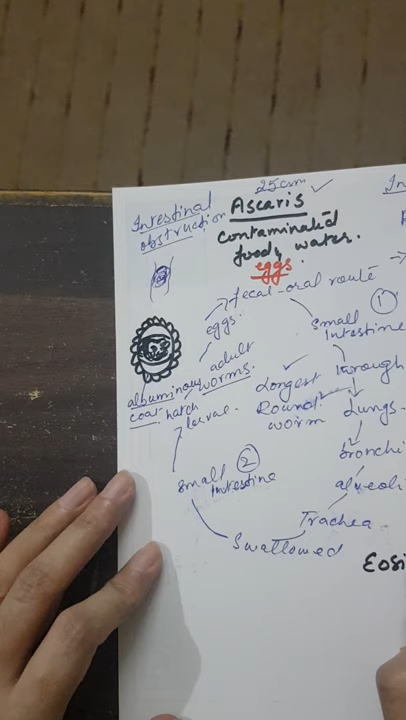 25cm
Intestinal
obstruction
Ascaris
Contaminated
food, water.
eggs
fecal-oral route
eggs.
Small ①
Intestine
through
Lungs
bronchi
alveoli
Trachea
Swallowed
Small ②
Intestine
larvae.
hatch
adult
worms.
albuminous
coat
Longest
Round
worm
In
Eosi